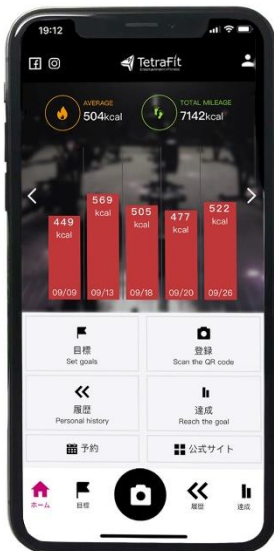 19:12
TetraFit
AVERAGE
504kcal
TOTAL MILEAGE
7142kcal
449
kcal
569
kcal
505
kcal
477
kcal
522
kcal
09/09
09/13
09/18
09/20
09/26
目標
Set goals
登録
Scan the QR code
履歴
Personal history
達成
Reach the goal
予約
公式サイト
ホーム
目標
履歴
達成